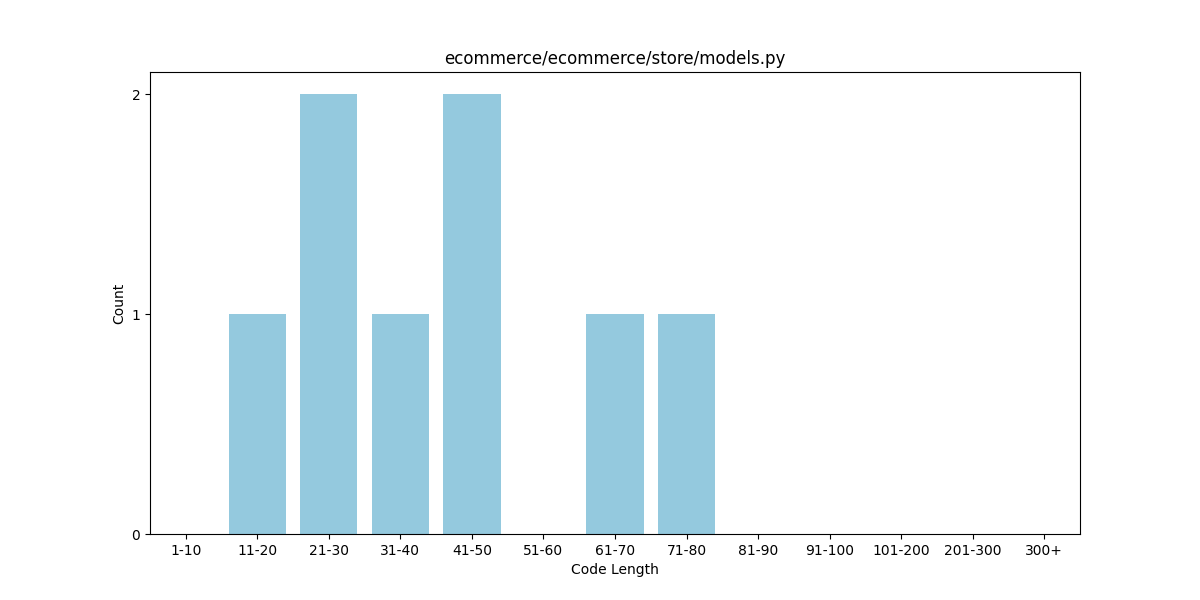 ecommerce/ecommerce/store/models.py
2
1
0
Count
1-10 11-20 21-30 31-40 41-50 51-60 61-70 71-80 81-90 91-100 101-200 201-300 300+
Code Length